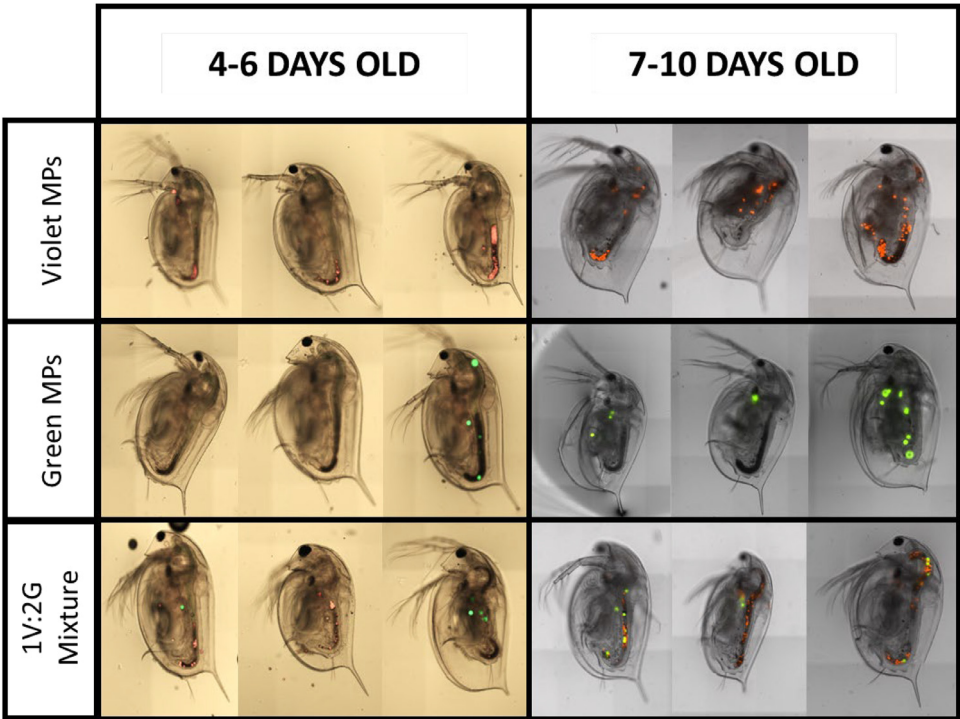 4-6 DAYS OLD
7-10 DAYS OLD
Violet MPs
Green MPs
1V:2G
Mixture